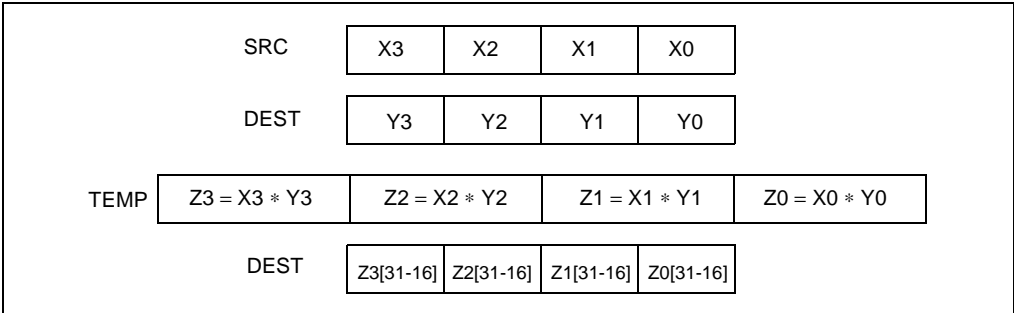 SRC X3 X2 X1 X0
DEST Y3 Y2 Y1 Y0
TEMP Z3 = X3 ∗ Y3 Z2 = X2 ∗ Y2 Z1 = X1 ∗ Y1 Z0 = X0 ∗ Y0
DEST Z3[31-16] Z2[31-16] Z1[31-16] Z0[31-16]